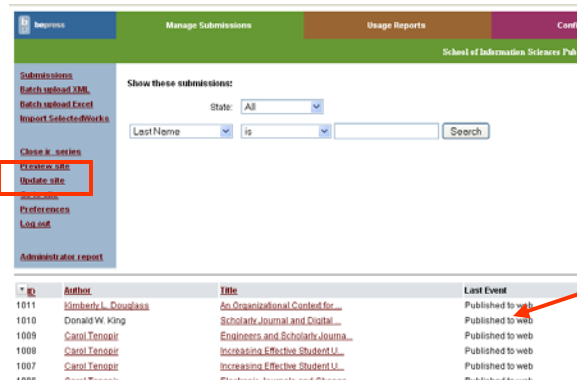 bepress
Manage Submissions
Usage Reports
School of Information Sciences
Submissions
Batch upload XML
Batch upload Excel
Import SelectedWorks
Close ir_series
Preview site
Update site
Preferences
Log out
Administrator report
Show these submissions:
State: All
Last Name is Search
ID Author Title Last Event
1011 Kimberly L. Douglass An Organizational Context for ... Published to web
1010 Donald W. King Scholarly Journal and Digital ... Published to web
1009 Carol Tenopir Engineers and Scholarly Journa... Published to web
1008 Carol Tenopir Increasing Effective Student U... Published to web
1007 Carol Tenopir Increasing Effective Student U... Published to web